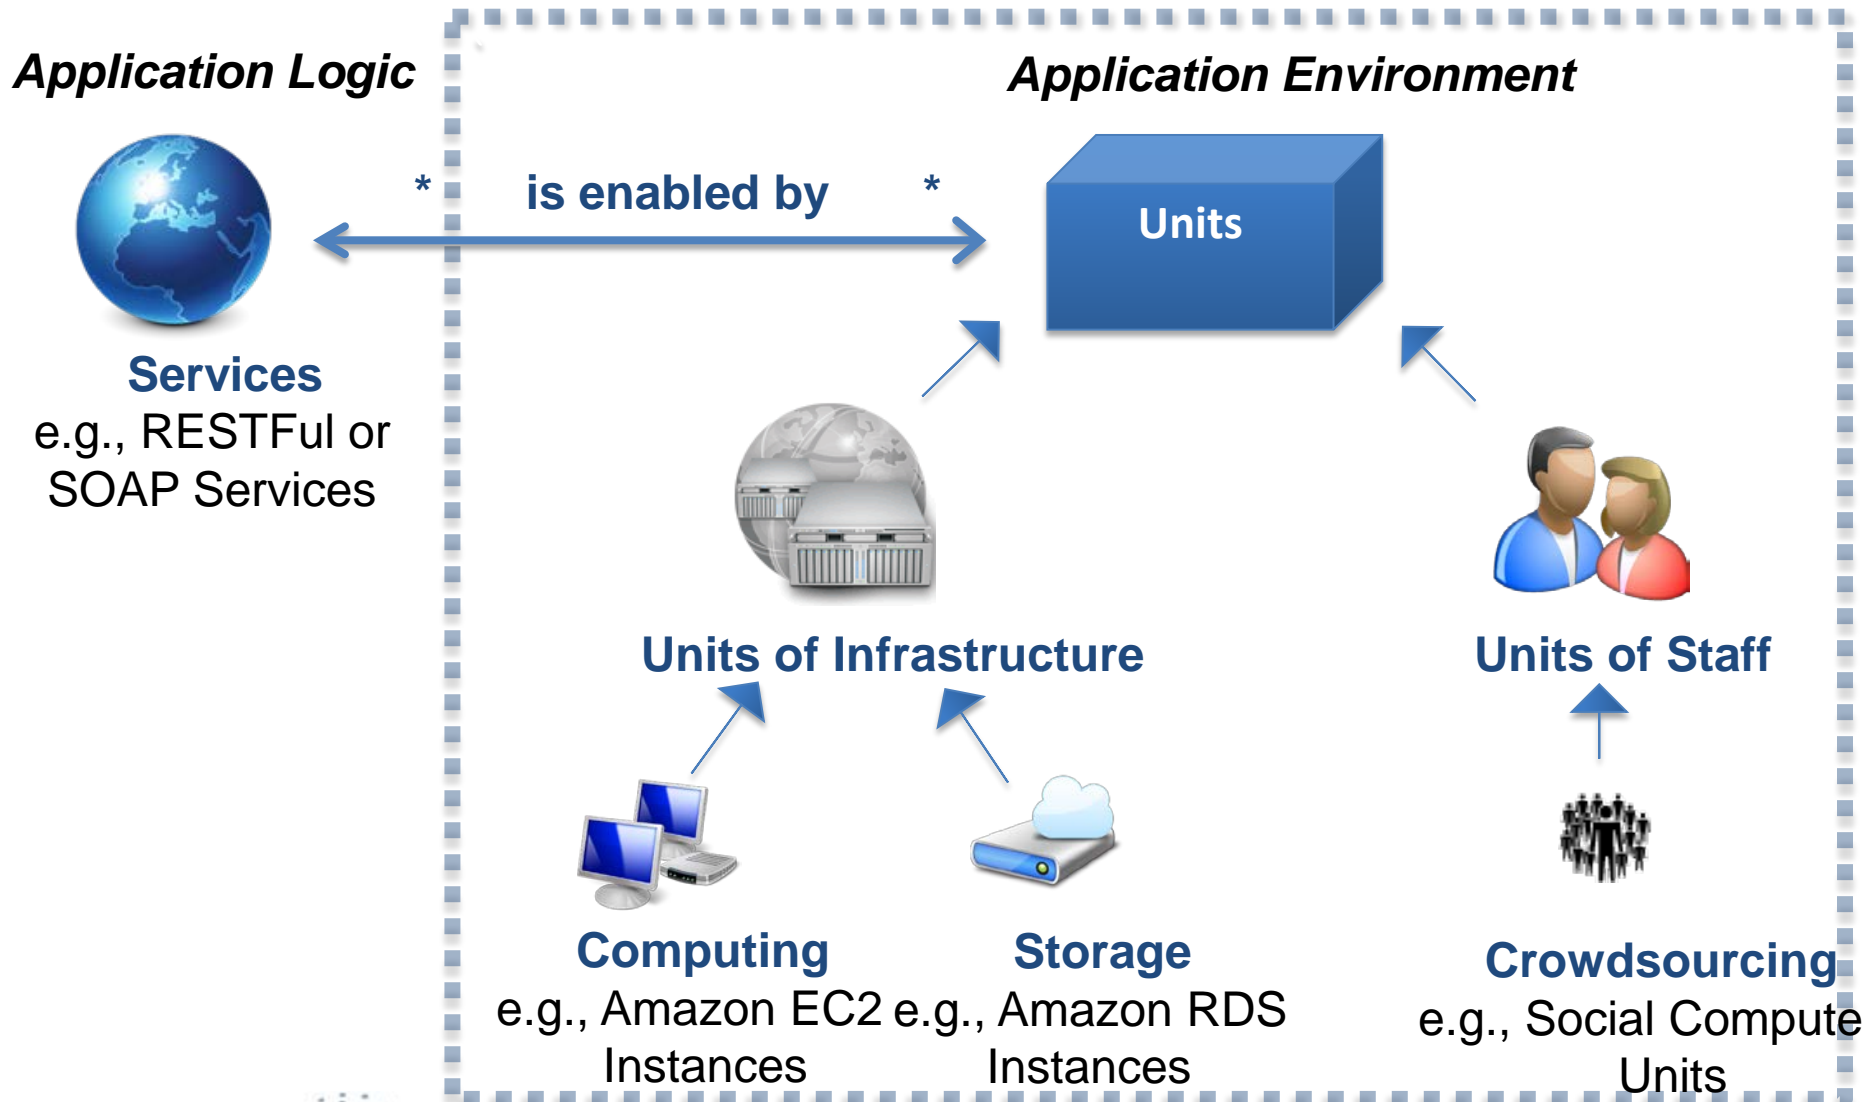 Application Logic
Application Environment
* is enabled by *
Units
Services
e.g., RESTFul or
SOAP Services
Units of Infrastructure
Units of Staff
Computing
e.g., Amazon EC2
Instances
Storage
e.g., Amazon RDS
Instances
Crowdsourcing
e.g., Social Compute
Units